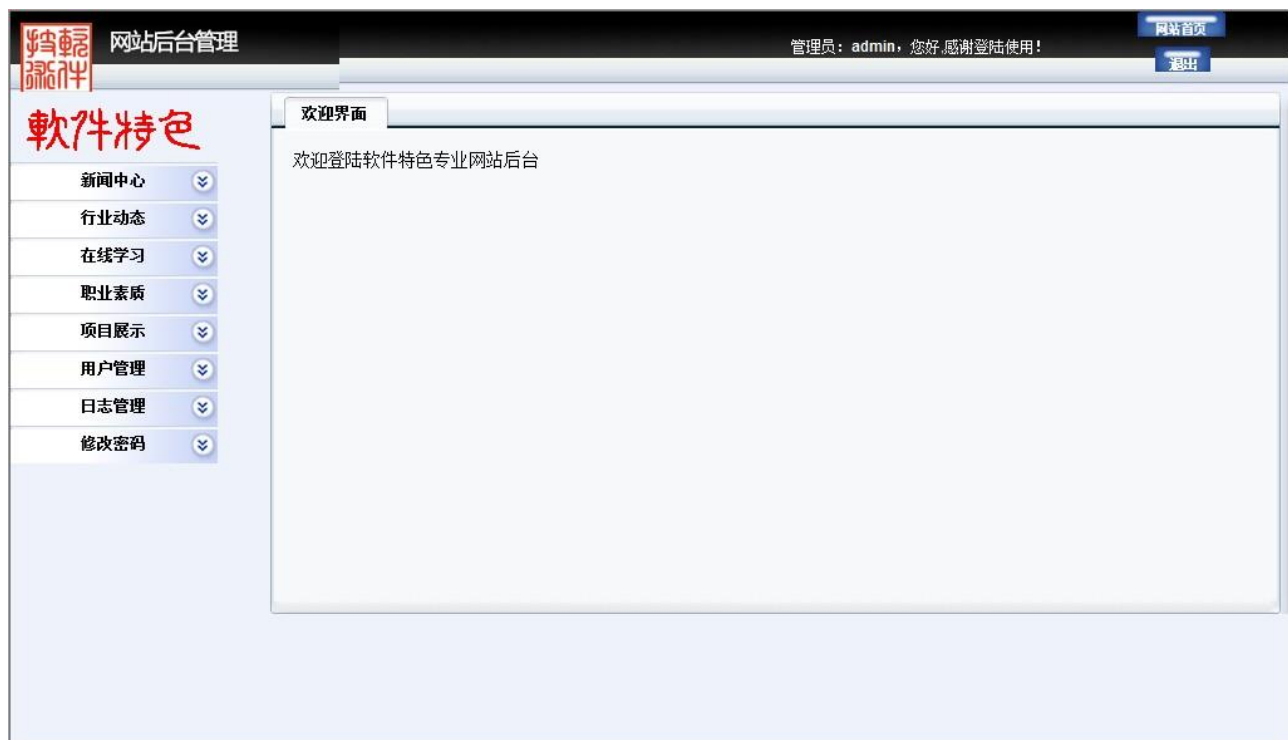 网站后台管理
管理员：admin，您好,感谢登陆使用！
网站首页
退出
軟件特色
欢迎界面
欢迎登陆软件特色专业网站后台
新闻中心
行业动态
在线学习
职业素质
项目展示
用户管理
日志管理
修改密码